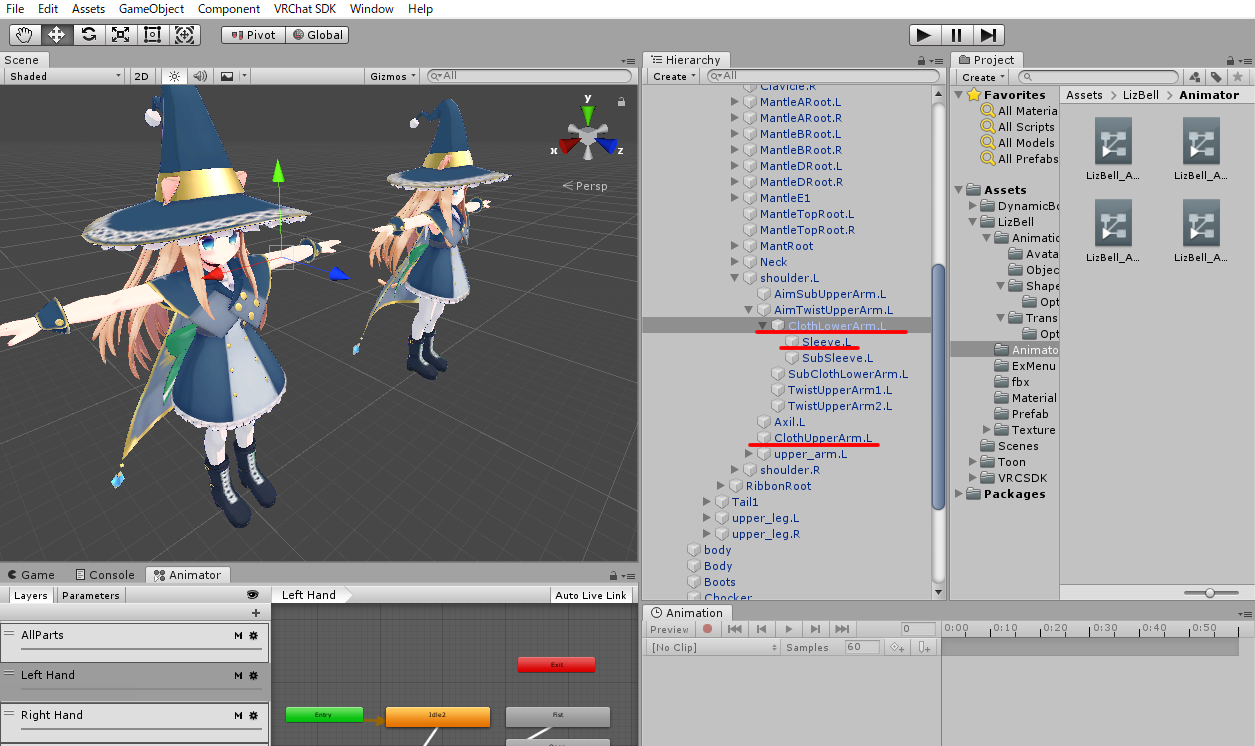 File Edit Assets GameObject Component VRChat SDK Window Help
Pivot Global
Scene
Shaded 2D Gizmos All
y
x z
Persp
Hierarchy
Create All
Clavicle.R
MantleARoot.L
MantleARoot.R
MantleBRoot.L
MantleBRoot.R
MantleDRoot.L
MantleDRoot.R
MantleE1
MantleTopRoot.L
MantleTopRoot.R
MantRoot
Neck
shoulder.L
AimSubUpperArm.L
AimTwistUpperArm.L
ClothLowerArm.L
Sleeve.L
SubSleeve.L
SubClothLowerArm.L
TwistUpperArm1.L
TwistUpperArm2.L
Axil.L
ClothUpperArm.L
upper_arm.L
shoulder.R
RibbonRoot
Tail1
upper_leg.L
upper_leg.R
body
Body
Boots
Chocker
Project
Create
Favorites
All Materia
All Scripts
All Models
All Prefabs
Assets
DynamicBo
LizBell
Animatio
Avata
Objec
Shape
Opt
Trans
Opt
Animato
ExMenu
fbx
Material
Prefab
Texture
Scenes
Toon
VRCSDK
Packages
Assets LizBell Animator
LizBell_A... LizBell_A...
LizBell_A... LizBell_A...
Game Console Animator
Layers Parameters
Left Hand Auto Live Link
AllParts M
Left Hand M
Right Hand M
Exit
Entry Idle2 Fist
Animation
Preview 0 0:00 0:10 0:20 0:30 0:40 0:50
[No Clip] Samples 60